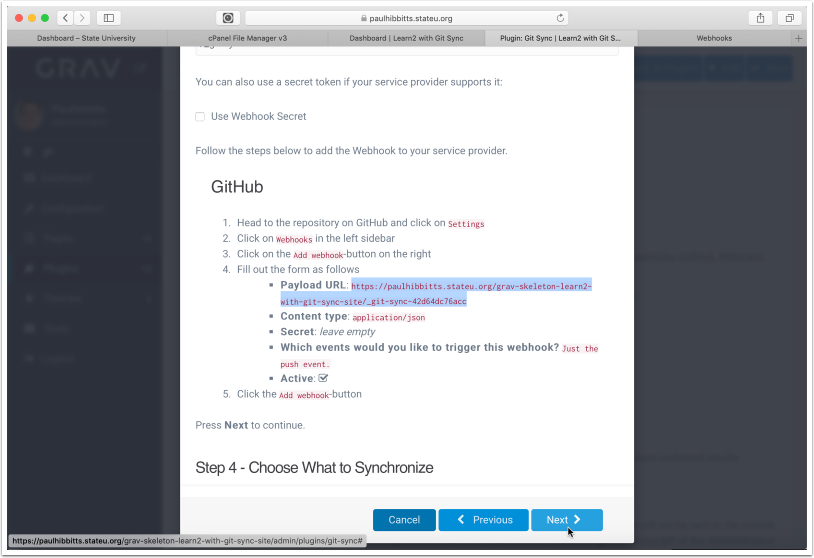 paulhibbitts.stateu.org
Dashboard – State University
cPanel File Manager v3
Dashboard | Learn2 with Git Sync
Plugin: Git Sync | Learn2 with Git S...
Webhooks
GRAV
You can also use a secret token if your service provider supports it:
Use Webhook Secret
Follow the steps below to add the Webhook to your service provider.
GitHub
1. Head to the repository on GitHub and click on Settings
2. Click on Webhooks in the left sidebar
3. Click on the Add webhook-button on the right
4. Fill out the form as follows
Payload URL: https://paulhibbitts.stateu.org/grav-skeleton-learn2-
with-git-sync-site/_git-sync-42d64dc76acc
Content type: application/json
Secret: leave empty
Which events would you like to trigger this webhook? Just the
push event.
Active:
5. Click the Add webhook-button
Press Next to continue.
Step 4 - Choose What to Synchronize
Cancel
Previous
Next
https://paulhibbitts.stateu.org/grav-skeleton-learn2-with-git-sync-site/admin/plugins/git-sync#